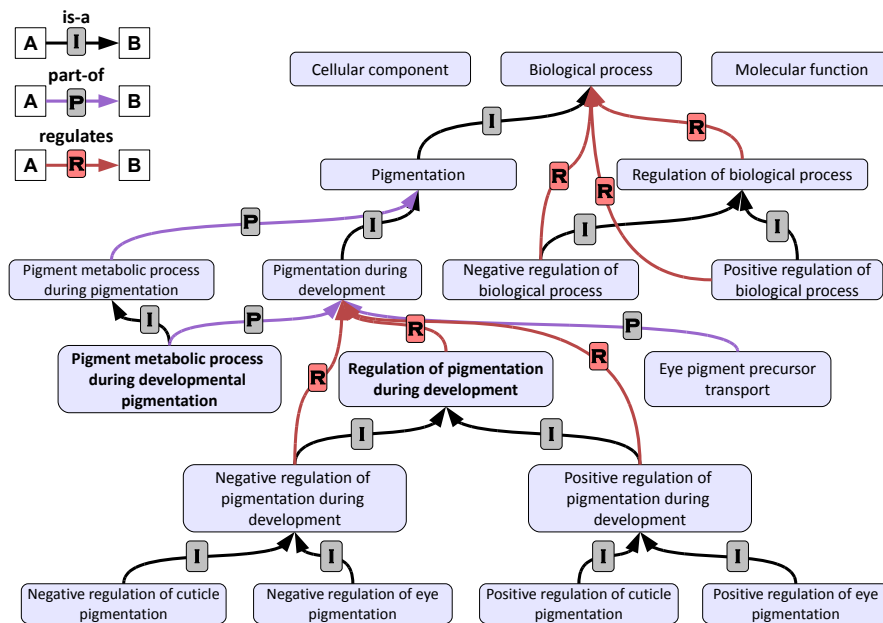 is-a
A I B
part-of
A P B
regulates
A R B
Cellular component
Biological process
Molecular function
I
R
Pigmentation
R
R
Regulation of biological process
P
I
I
I
Pigment metabolic process
during pigmentation
Pigmentation during
development
Negative regulation of
biological process
Positive regulation of
biological process
I
P
R
P
Pigment metabolic process
during developmental
pigmentation
R
Regulation of pigmentation
during development
R
Eye pigment precursor
transport
I
I
Negative regulation of
pigmentation during
development
Positive regulation of
pigmentation during
development
I
I
I
I
Negative regulation of cuticle
pigmentation
Negative regulation of eye
pigmentation
Positive regulation of cuticle
pigmentation
Positive regulation of eye
pigmentation